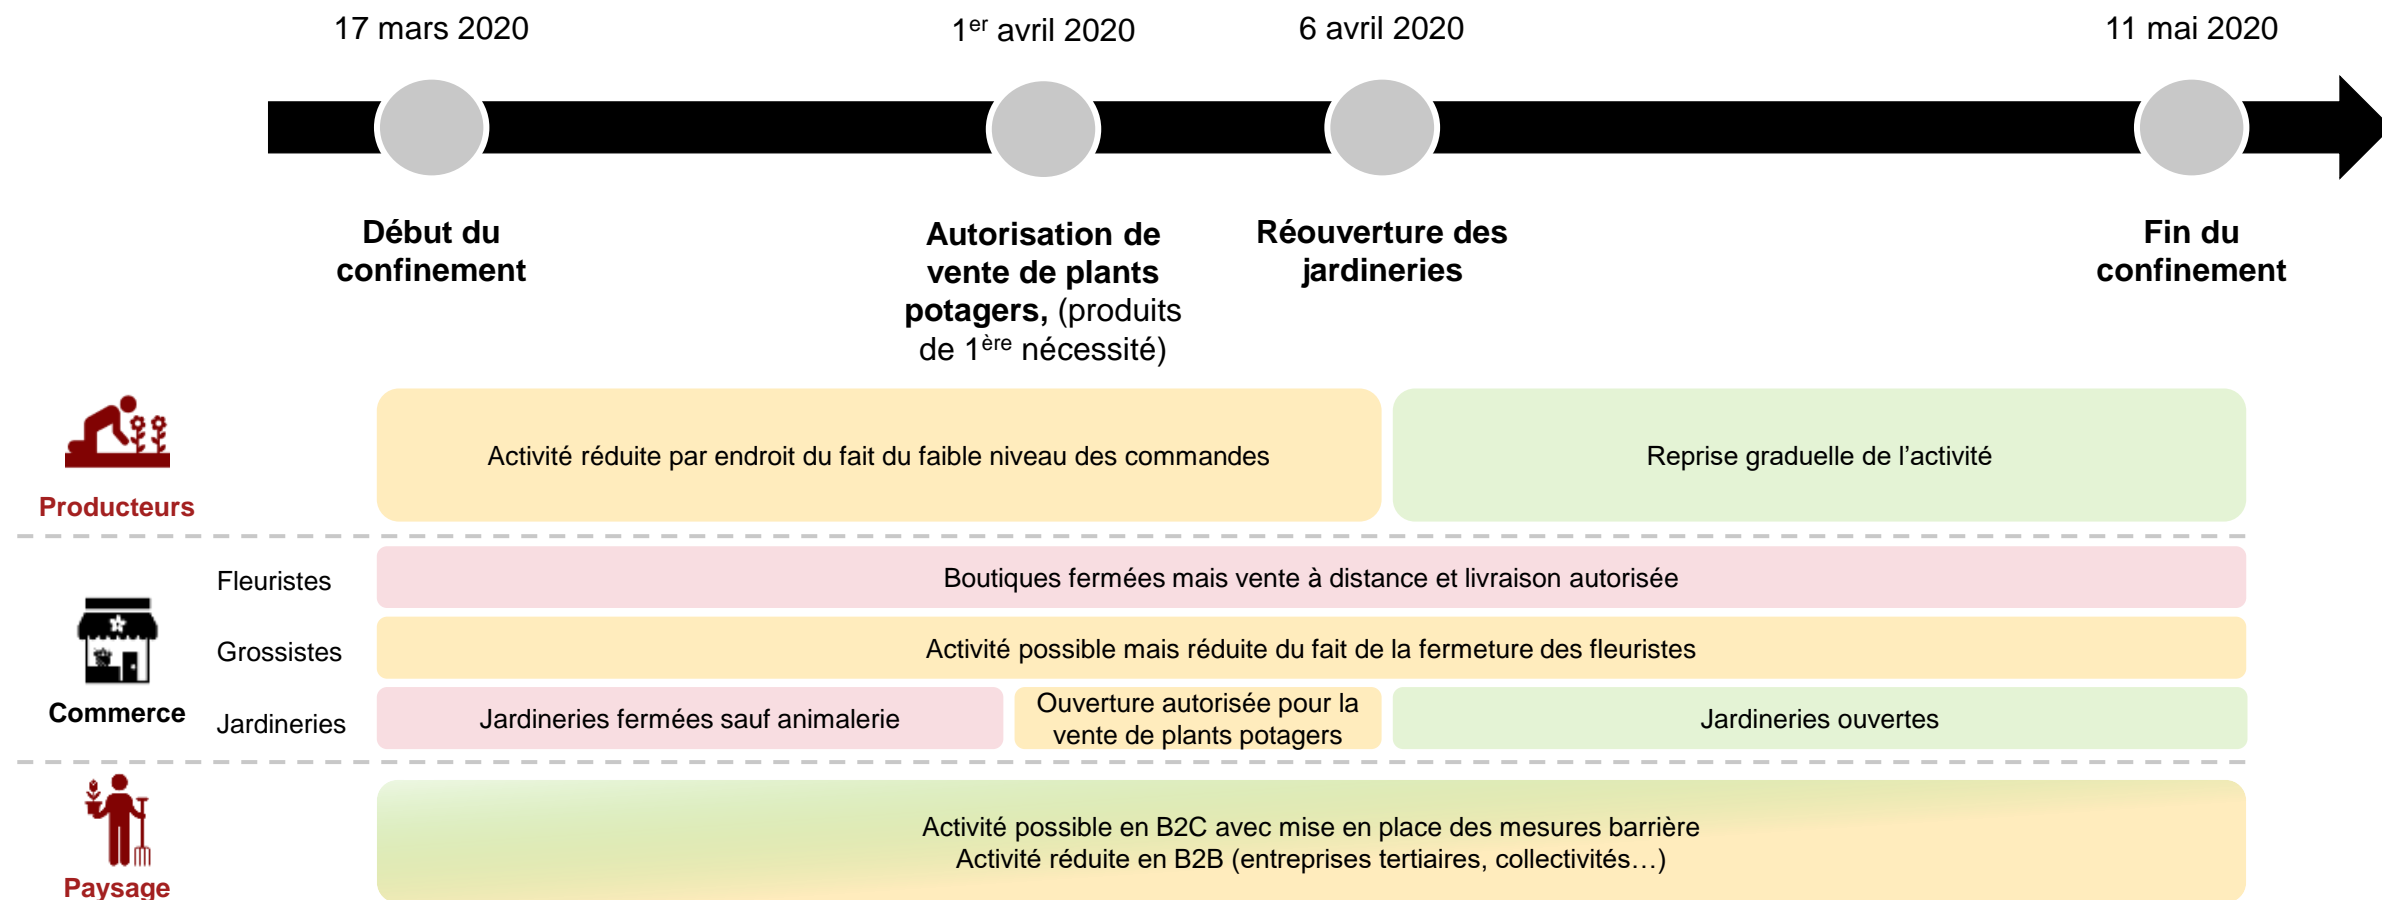 17 mars 2020
1er avril 2020
6 avril 2020
11 mai 2020
Début du
confinement
Autorisation de
vente de plants
potagers, (produits
de 1ère nécessité)
Réouverture des
jardineries
Fin du
confinement
Producteurs
Activité réduite par endroit du fait du faible niveau des commandes
Reprise graduelle de l’activité
Commerce
Fleuristes
Boutiques fermées mais vente à distance et livraison autorisée
Grossistes
Activité possible mais réduite du fait de la fermeture des fleuristes
Jardineries
Jardineries fermées sauf animalerie
Ouverture autorisée pour la
vente de plants potagers
Jardineries ouvertes
Paysage
Activité possible en B2C avec mise en place des mesures barrière
Activité réduite en B2B (entreprises tertiaires, collectivités…)